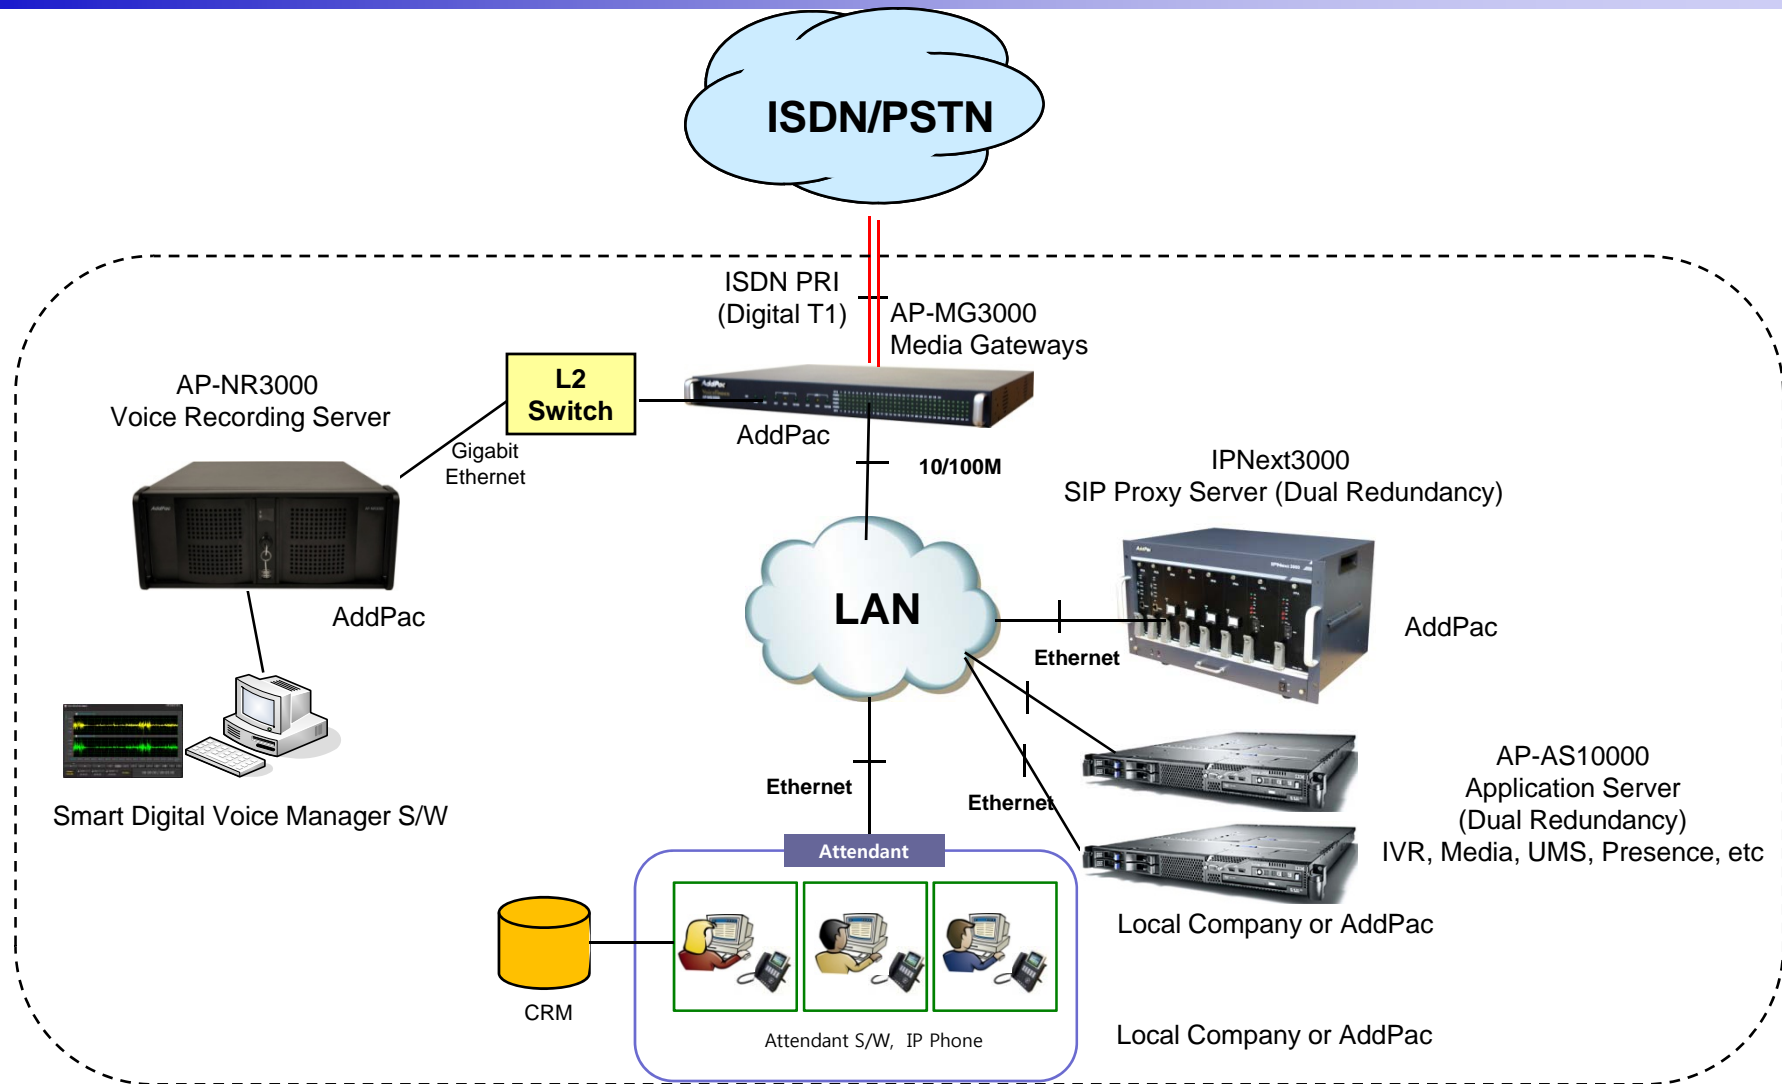 ISDN/PSTN
ISDN PRI
(Digital T1)
AP-MG3000
Media Gateways
AP-NR3000
Voice Recording Server
L2
Switch
AddPac
AddPac
Gigabit
Ethernet
10/100M
IPNext3000
SIP Proxy Server (Dual Redundancy)
AddPac
AddPac
LAN
AddPac
AddPac
Ethernet
Smart Digital Voice Manager S/W
Ethernet
Ethernet
AP-AS10000
Application Server
(Dual Redundancy)
IVR, Media, UMS, Presence, etc
Attendant
Local Company or AddPac
CRM
Attendant S/W, IP Phone
Local Company or AddPac